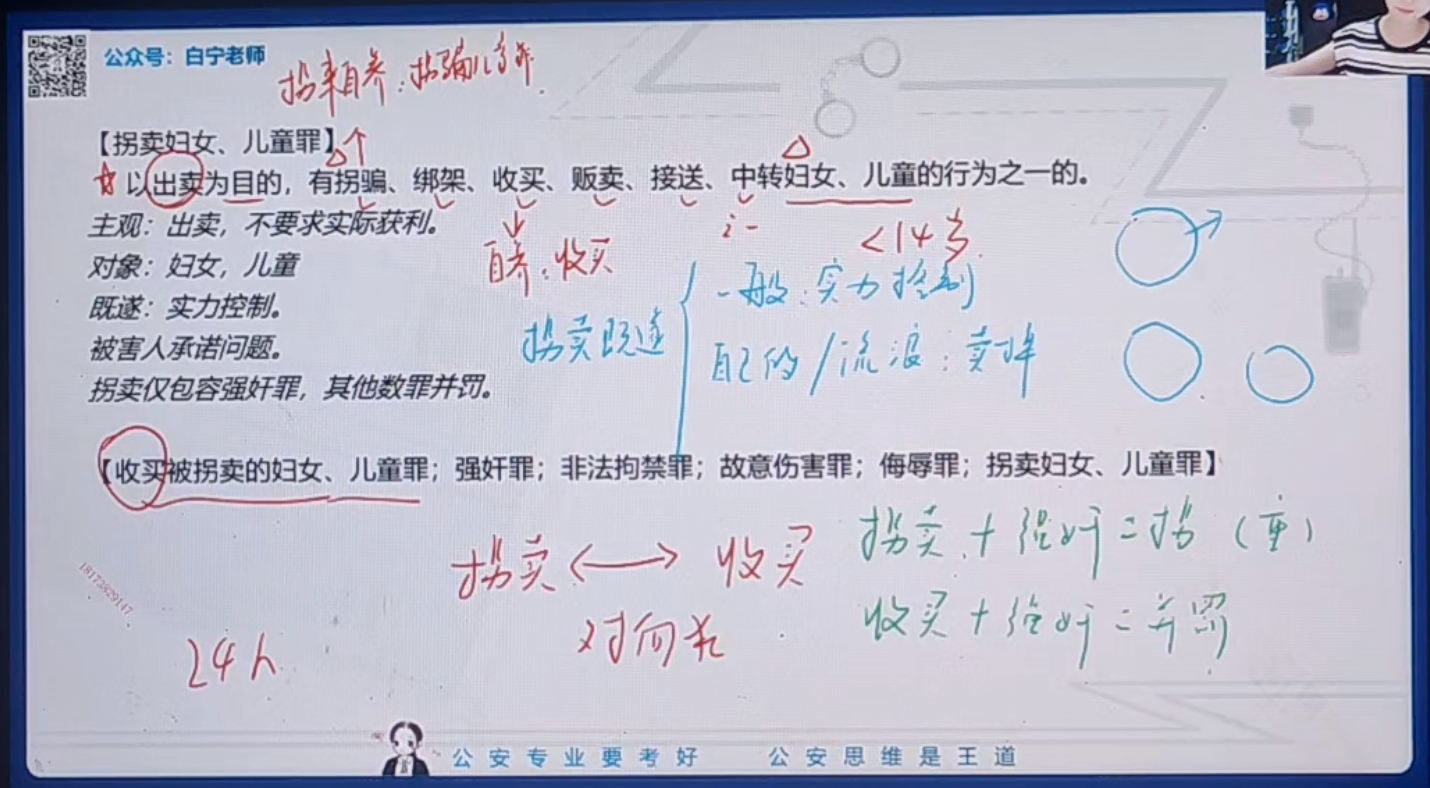 公众号：白宁老师
拐来自养：拐骗儿童罪.
【拐卖妇女、儿童罪】
以出卖为目的，有拐骗、绑架、收买、贩卖、接送、中转妇女、儿童的行为之一的。
主观：出卖，不要求实际获利。
<14岁.
自养：收买
对象：妇女，儿童
一般：实力控制
既遂：实力控制。
拐卖既遂
自己的/流浪：卖掉
被害人承诺问题。
拐卖仅包容强奸罪，其他数罪并罚。
【收买被拐卖的妇女、儿童罪；强奸罪；非法拘禁罪；故意伤害罪；侮辱罪；拐卖妇女、儿童罪】
拐卖 <—> 收买
拐卖+强奸=拐（重）
对向犯
收买+强奸=并罚
18173829147
24h
公安专业要考好 公安思维是王道